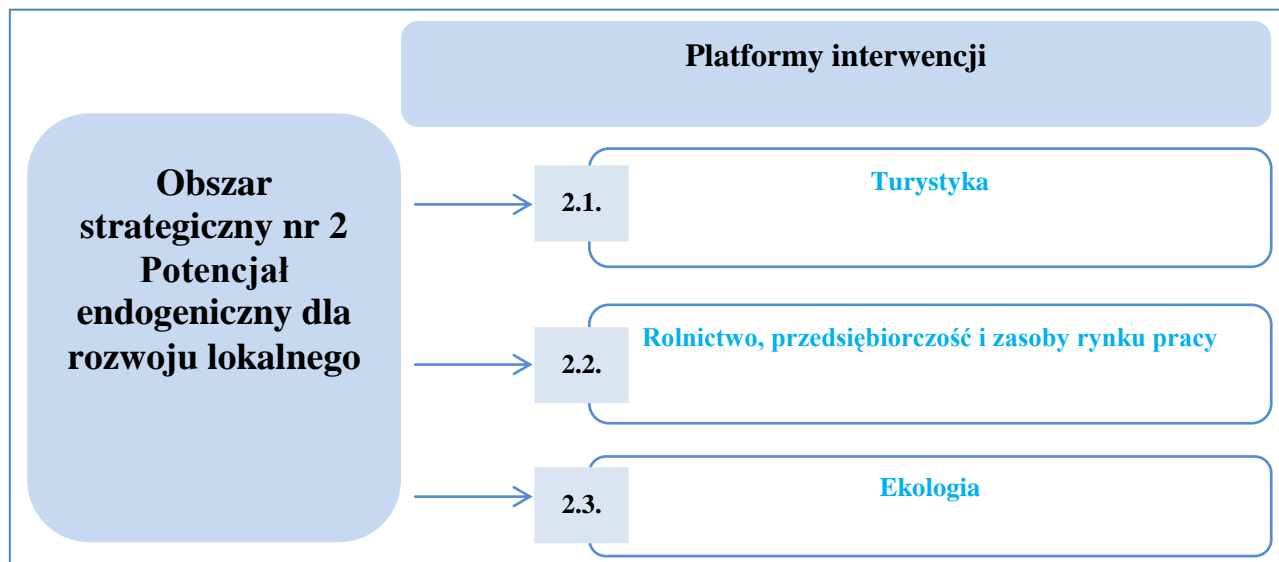 Platformy interwencji
Obszar
strategiczny nr 2
Potencjał
endogeniczny dla
rozwoju lokalnego
2.1.
Turystyka
2.2.
Rolnictwo, przedsiębiorczość i zasoby rynku pracy
2.3.
Ekologia